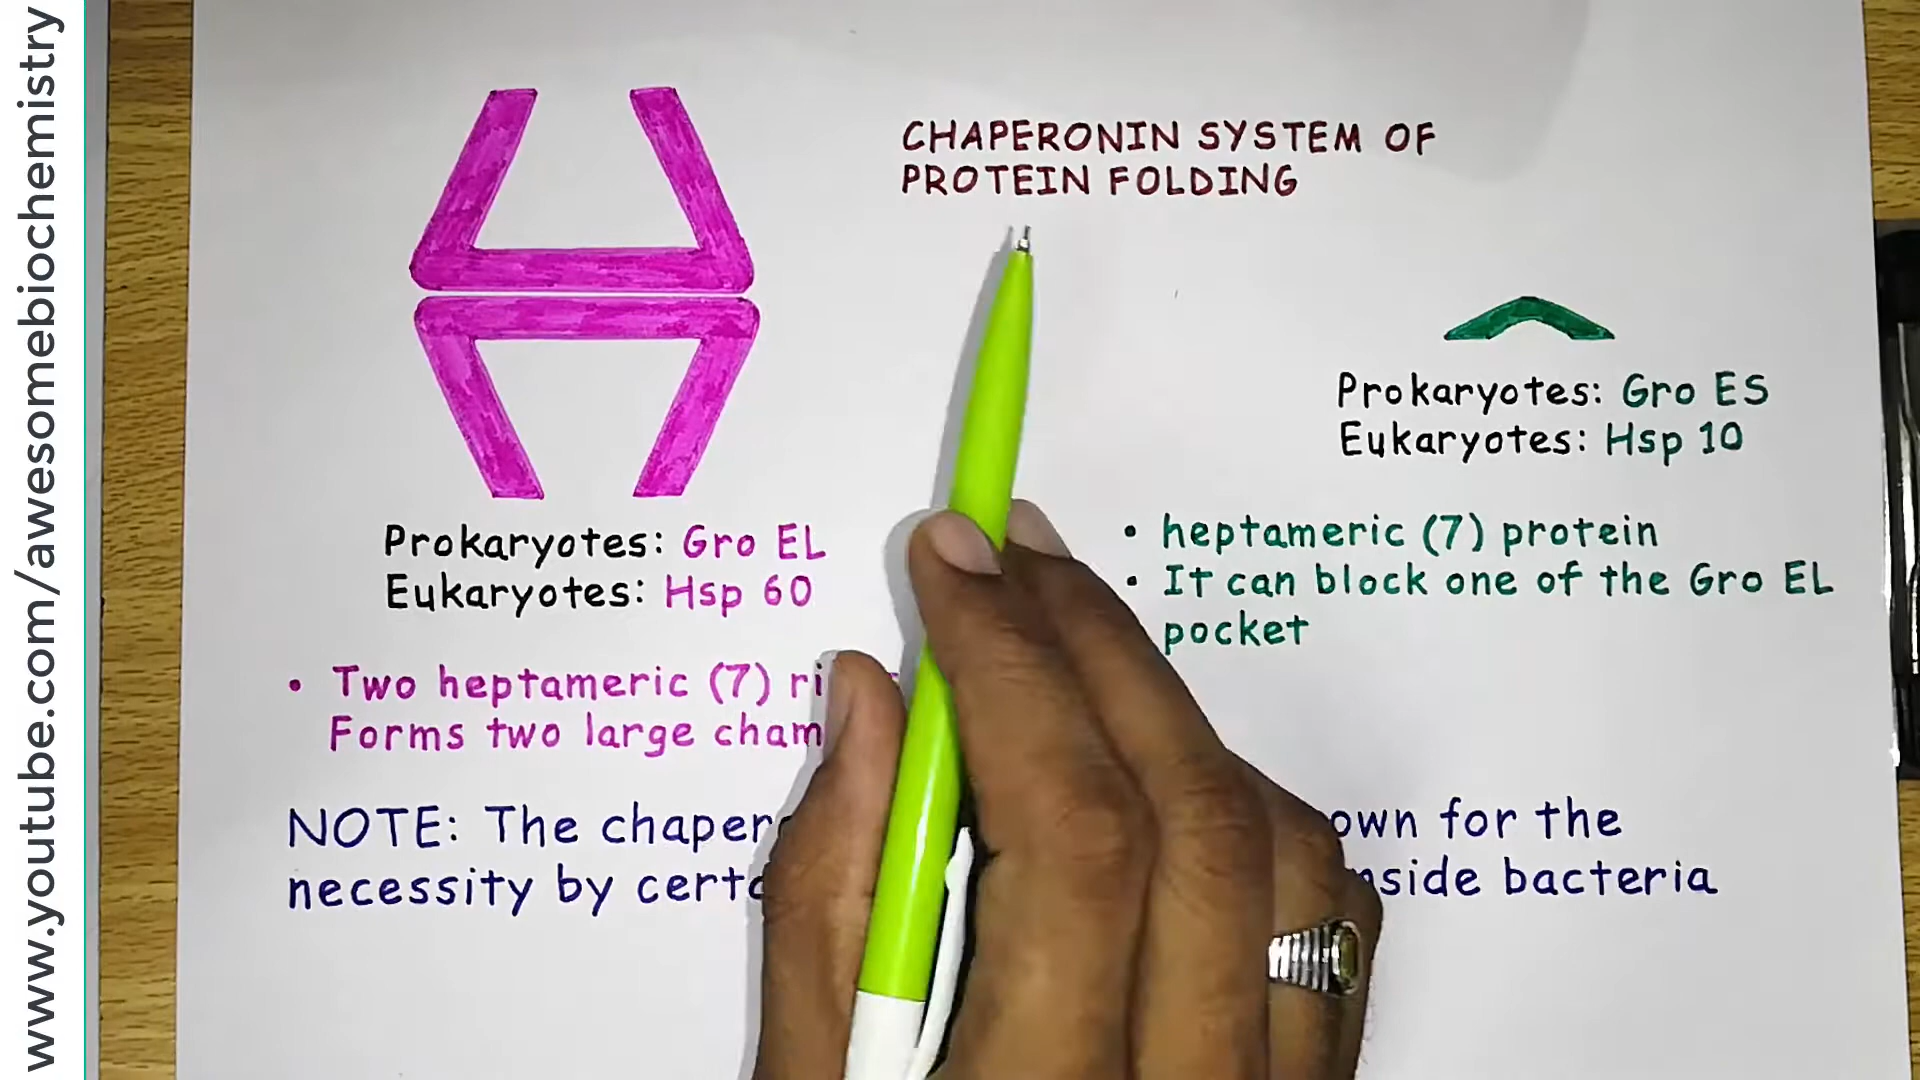 www.youtube.com/awesomebiochemistry
CHAPERONIN SYSTEM OF
PROTEIN FOLDING
Prokaryotes: Gro EL
Eukaryotes: Hsp 60
• Two heptameric (7)
Forms two large
Prokaryotes: Gro ES
Eukaryotes: Hsp 10
• heptameric (7) protein
• It can block one of the Gro EL
pocket
NOTE: The for the
necessity by bacteria